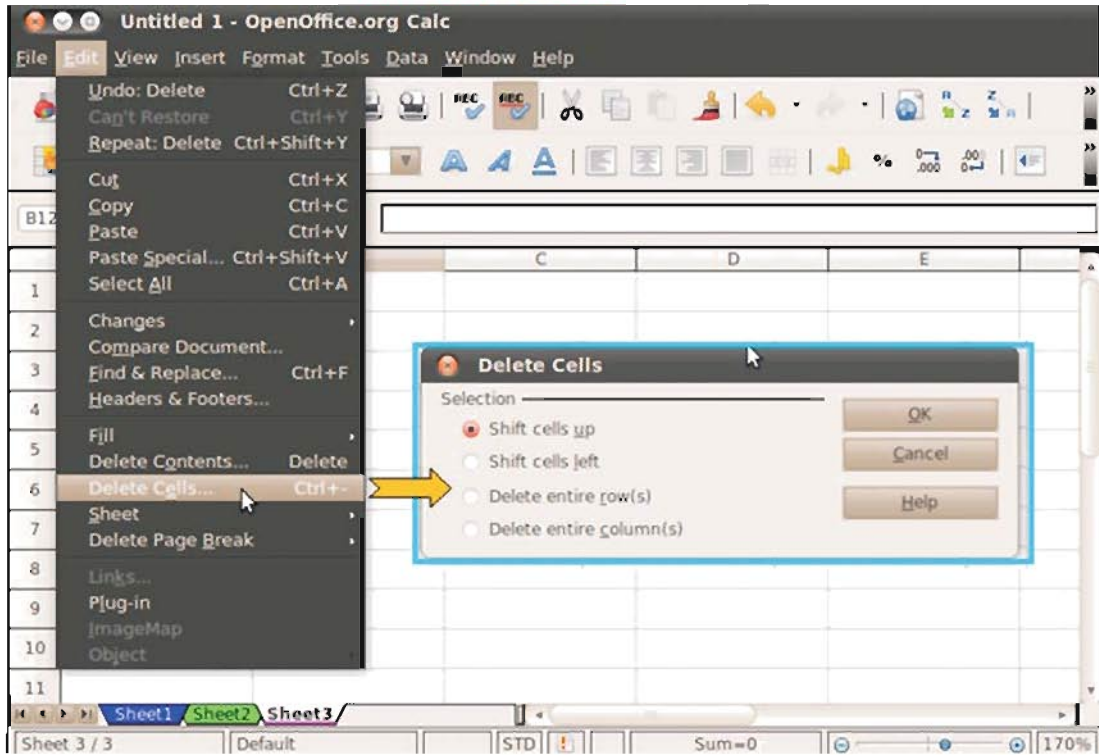 Untitled 1 - OpenOffice.org Calc
File Edit View Insert Format Tools Data Window Help
Undo: Delete Ctrl+Z
Can't Restore Ctrl+Y
Repeat: Delete Ctrl+Shift+Y
Cut Ctrl+X
Copy Ctrl+C
Paste Ctrl+V
Paste Special... Ctrl+Shift+V
Select All Ctrl+A
Changes
Compare Document...
Find & Replace... Ctrl+F
Headers & Footers...
Fill
Delete Contents... Delete
Delete Cells... Ctrl+-
Sheet
Delete Page Break
Links...
Plug-in
ImageMap
Object
ABC ABC
% .000 .00
B12
C D E
1
2
3
4
5
6
7
8
9
10
11
Delete Cells
Selection
Shift cells up
Shift cells left
Delete entire row(s)
Delete entire column(s)
OK
Cancel
Help
Sheet1 Sheet2 Sheet3
Sheet 3 / 3 Default STD Sum=0 170%